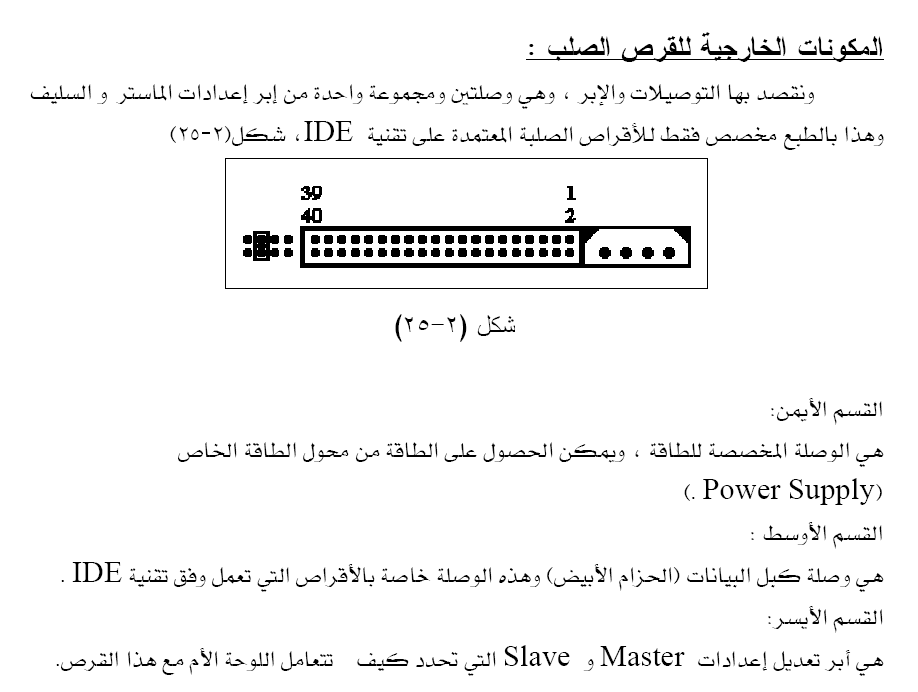 المكونات الخارجية للقرص الصلب :
ونقصد بها التوصيلات والإبر ، وهي وصلتين ومجموعة واحدة من إبر إعدادات الماستر و السليف
وهذا بالطبع مخصص فقط للأقراص الصلبة المعتمدة على تقنية IDE، شكل(٢-٢٥)
39 1
40 2
شكل (٢-٢٥)
القسم الأيمن:
هي الوصلة المخصصة للطاقة ، ويمكن الحصول على الطاقة من محول الطاقة الخاص
(Power Supply .)
القسم الأوسط :
هي وصلة كبل البيانات (الحزام الأبيض) وهذه الوصلة خاصة بالأقراص التي تعمل وفق تقنية IDE .
القسم الأيسر:
هي أبر تعديل إعدادات Master و Slave التي تحدد كيف تتعامل اللوحة الأم مع هذا القرص.